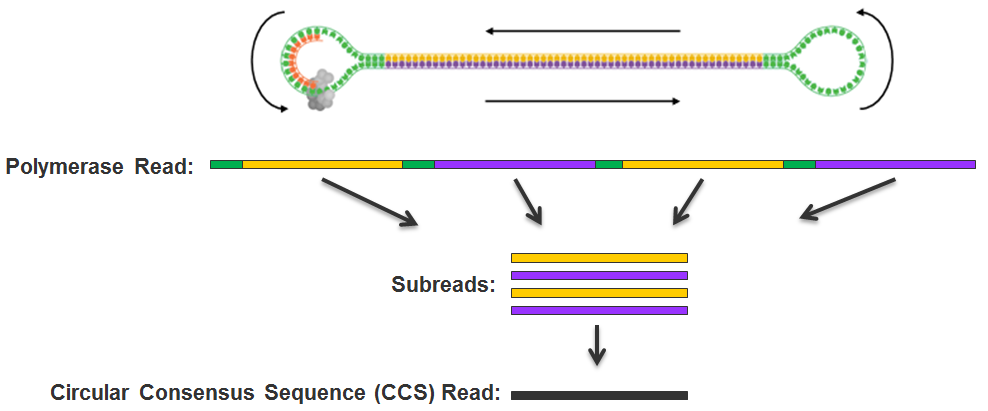 Polymerase Read:
Subreads:
Circular Consensus Sequence (CCS) Read: